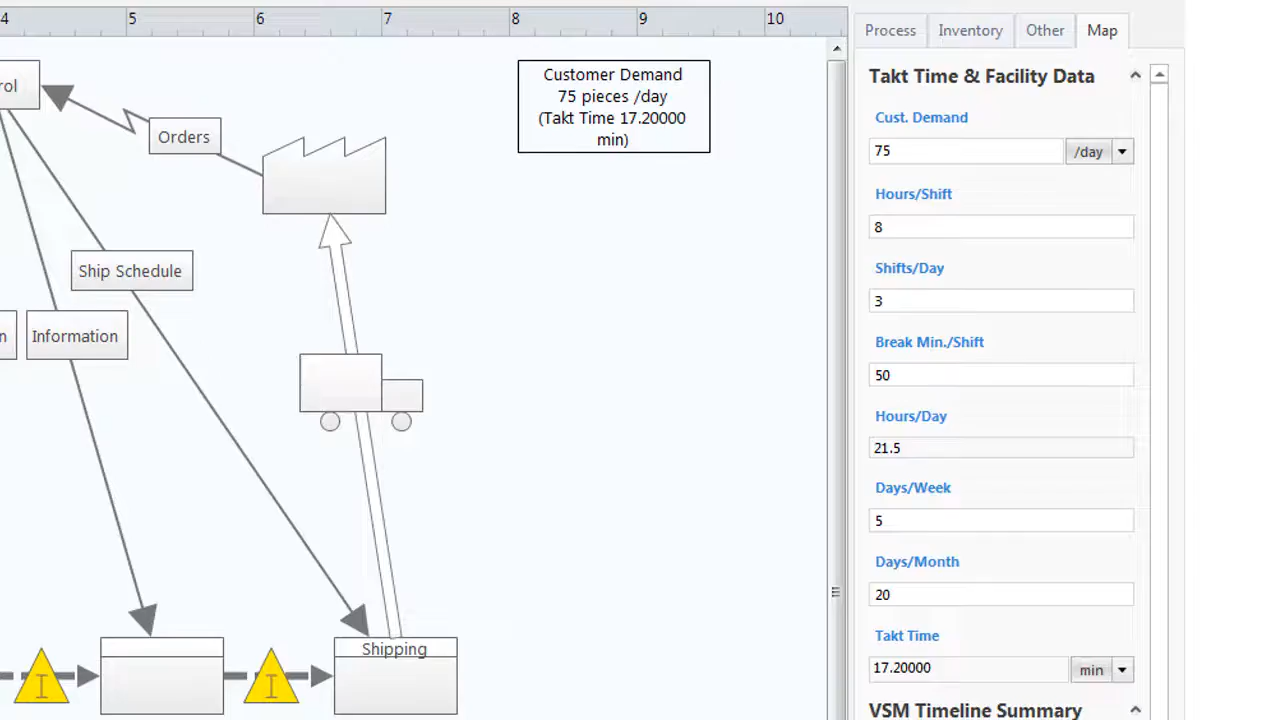 4 5 6 7 8 9 10
rol
Orders
Customer Demand
75 pieces /day
(Takt Time 17.20000
min)
Ship Schedule
n
Information
Shipping
I
I
Process Inventory Other Map
Takt Time & Facility Data
Cust. Demand
75 /day
Hours/Shift
8
Shifts/Day
3
Break Min./Shift
50
Hours/Day
21.5
Days/Week
5
Days/Month
20
Takt Time
17.20000 min
VSM Timeline Summary